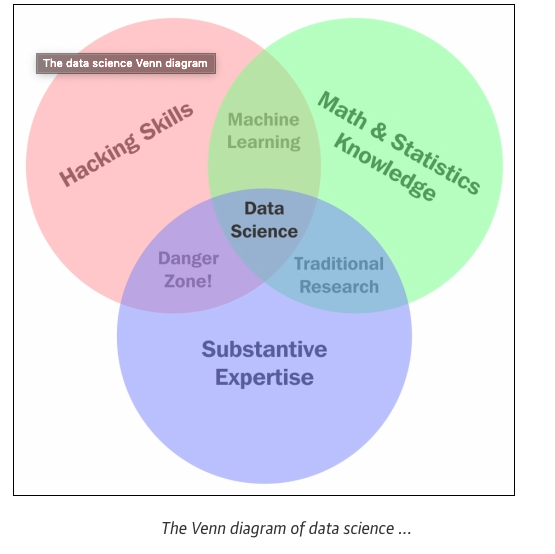 The data science Venn diagram
Hacking Skills
Math & Statistics
Knowledge
Machine
Learning
Data
Science
Danger
Zone!
Traditional
Research
Substantive
Expertise
The Venn diagram of data science ...